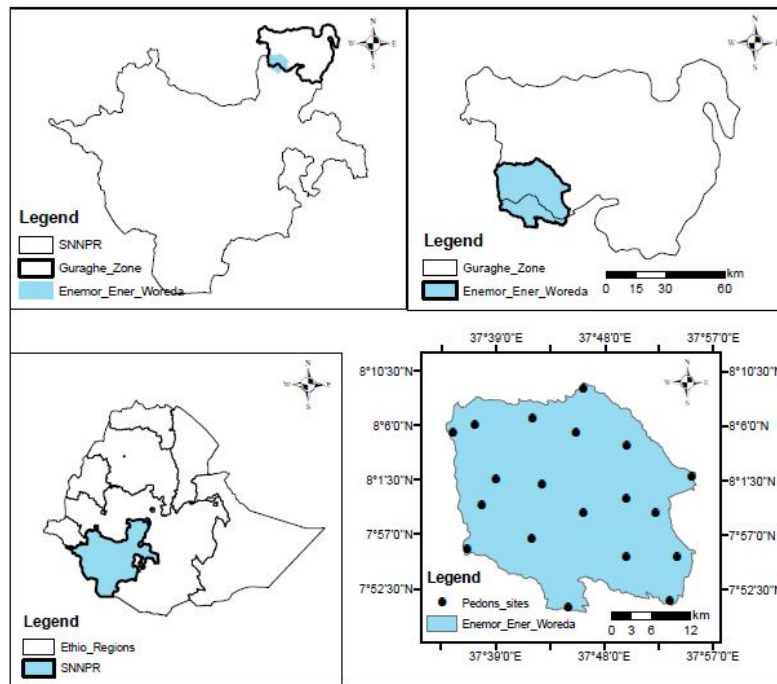 N
W E
S
Legend
SNNPR
Guraghe_Zone
Enemor_Ener_Woreda
N
W E
S
Legend
Guraghe_Zone
Enemor_Ener_Woreda
km
0 15 30 60
N
W E
S
Legend
Ethio_Regions
SNNPR
37°39'0"E 37°48'0"E 37°57'0"E
8°10'30"N 8°10'30"N
8°6'0"N 8°6'0"N
8°1'30"N 8°1'30"N
7°57'0"N 7°57'0"N
7°52'30"N 7°52'30"N
N
W E
S
Legend
Pedons_sites
Enemor_Ener_Woreda
km
0 3 6 12
37°39'0"E 37°48'0"E 37°57'0"E